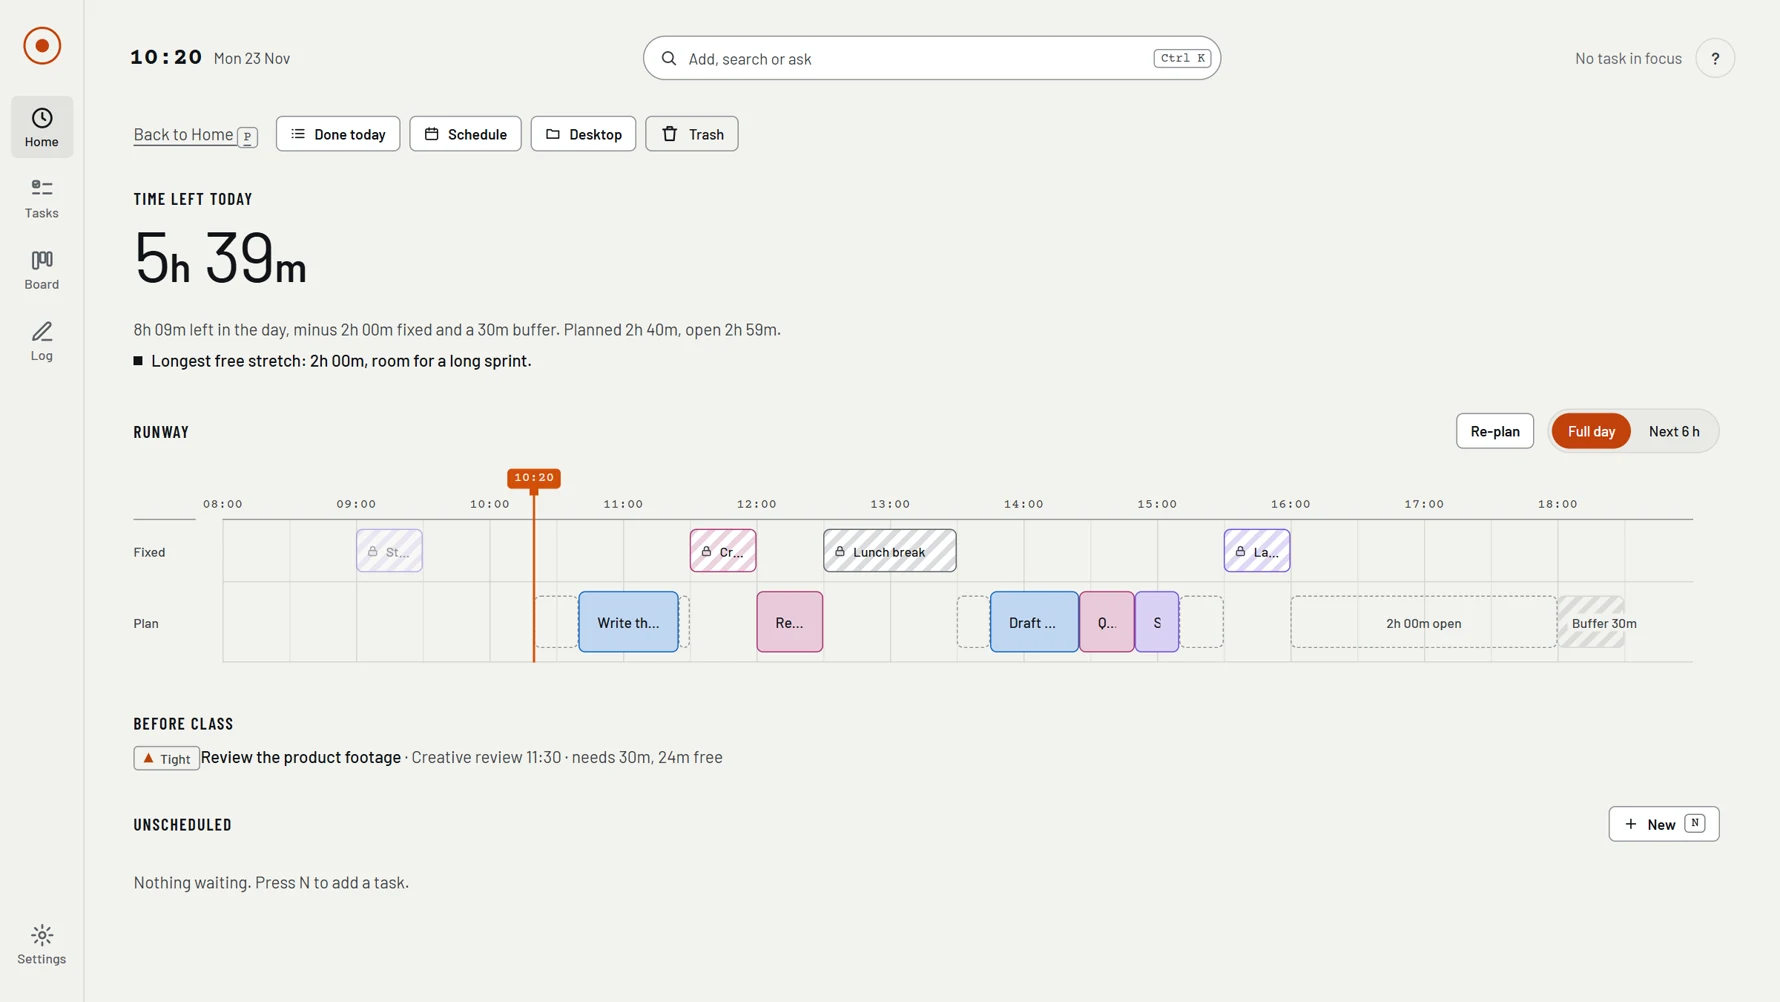 10:20 Mon 23 Nov
Add, search or ask Ctrl K
No task in focus ?
Home
Tasks
Board
Log
Settings
Back to Home P
Done today
Schedule
Desktop
Trash
TIME LEFT TODAY
5h 39m
8h 09m left in the day, minus 2h 00m fixed and a 30m buffer. Planned 2h 40m, open 2h 59m.
Longest free stretch: 2h 00m, room for a long sprint.
RUNWAY
Re-plan
Full day
Next 6 h
10:20
08:00 09:00 10:00 11:00 12:00 13:00 14:00 15:00 16:00 17:00 18:00
Fixed St... Cr... Lunch break La...
Plan Write th... Re... Draft ... Q... S 2h 00m open Buffer 30m
BEFORE CLASS
Tight Review the product footage · Creative review 11:30 · needs 30m, 24m free
UNSCHEDULED
+ New N
Nothing waiting. Press N to add a task.